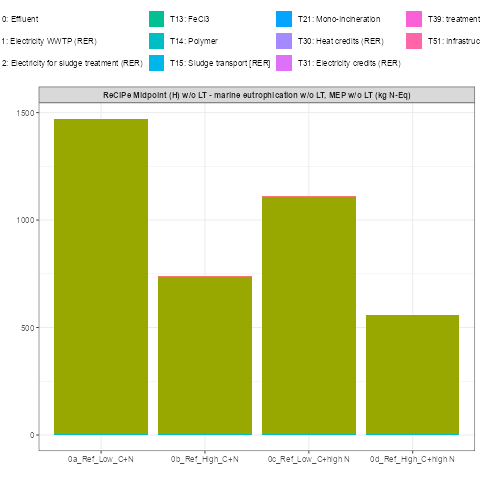 0: Effluent
T13: FeCl3
T21: Mono-incineration
T39: treatment
1: Electricity WWTP (RER)
T14: Polymer
T30: Heat credits (RER)
T51: Infrastruc
2: Electricity for sludge treatment (RER)
T15: Sludge transport [RER]
T31: Electricity credits (RER)
ReCiPe Midpoint (H) w/o LT - marine eutrophication w/o LT, MEP w/o LT (kg N-Eq)
1500
1000
500
0
0a_Ref_Low_C+N
0b_Ref_High_C+N
0c_Ref_Low_C+high N
0d_Ref_High_C+high N